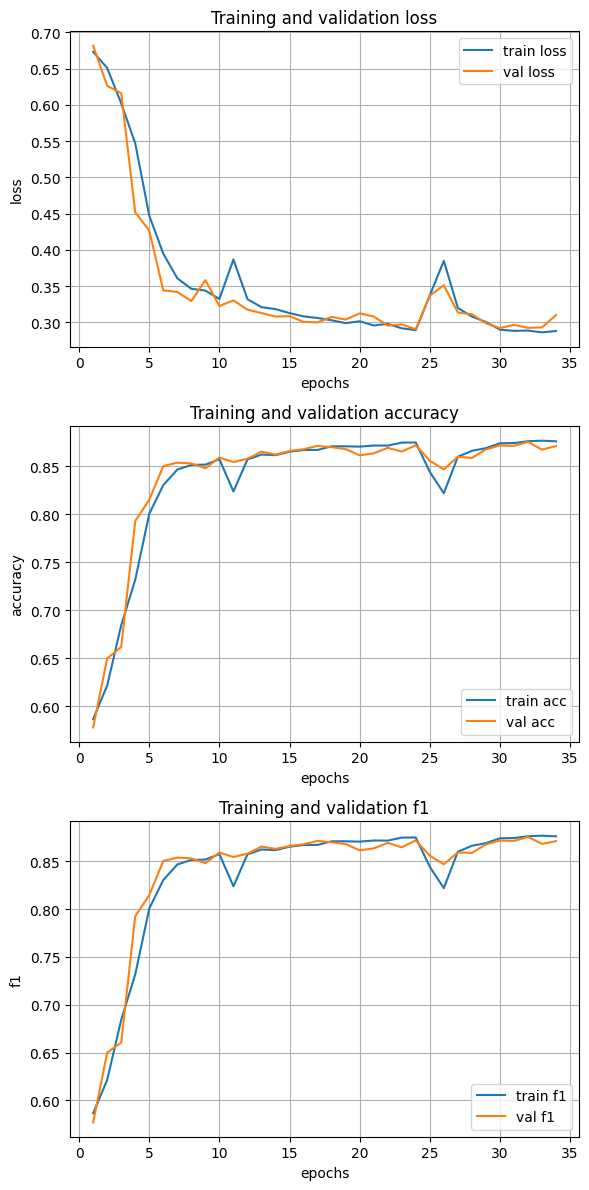 Training and validation loss
0.70
0.65
0.60
0.55
0.50
0.45
0.40
0.35
0.30
loss
train loss
val loss
0 5 10 15 20 25 30 35
epochs
Training and validation accuracy
0.85
0.80
0.75
0.70
0.65
0.60
accuracy
train acc
val acc
0 5 10 15 20 25 30 35
epochs
Training and validation f1
0.85
0.80
0.75
0.70
0.65
0.60
f1
train f1
val f1
0 5 10 15 20 25 30 35
epochs